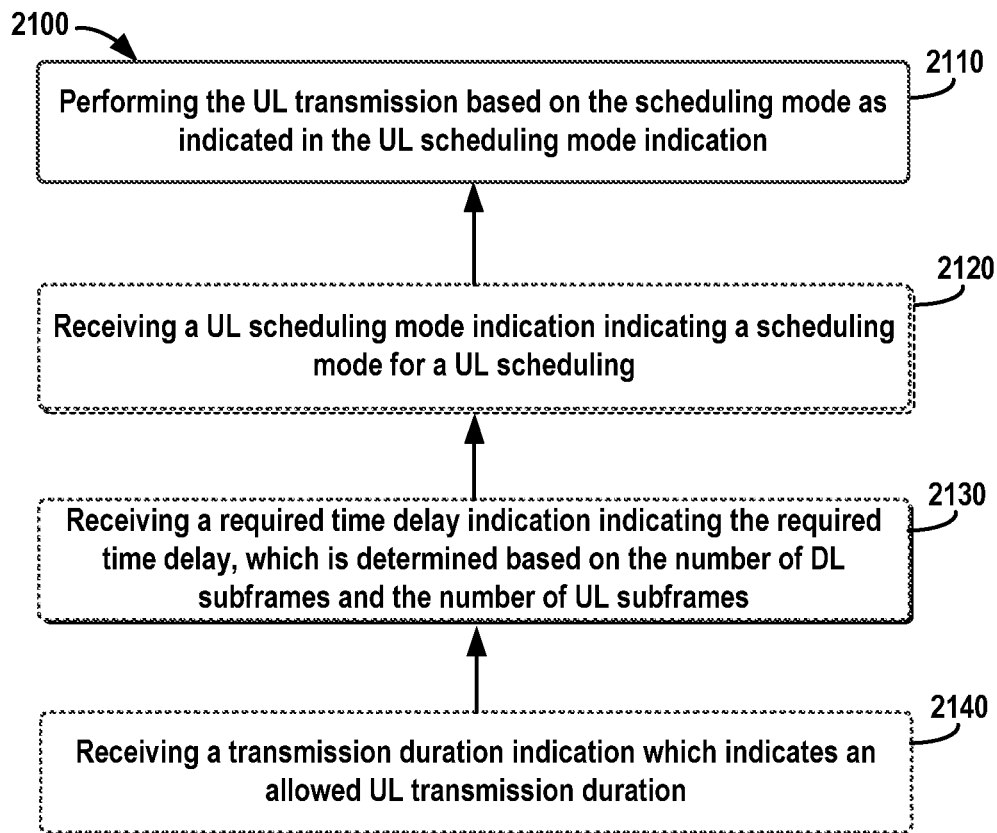 2100
2110
Performing the UL transmission based on the scheduling mode as
indicated in the UL scheduling mode indication
2120
Receiving a UL scheduling mode indication indicating a scheduling
mode for a UL scheduling
2130
Receiving a required time delay indication indicating the required
time delay, which is determined based on the number of DL
subframes and the number of UL subframes
2140
Receiving a transmission duration indication which indicates an
allowed UL transmission duration